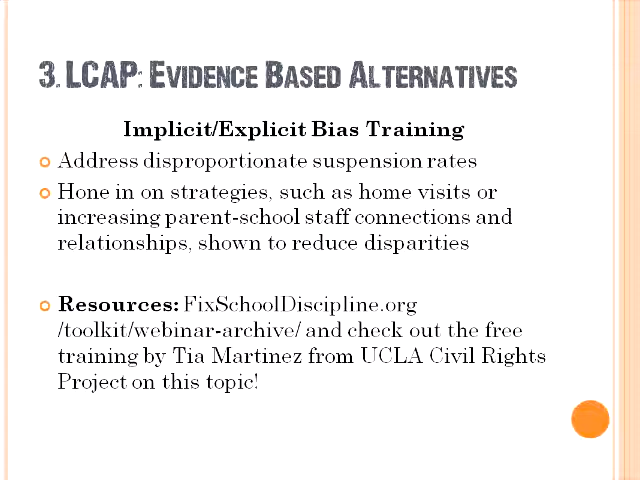 3. LCAP: EVIDENCE BASED ALTERNATIVES
Implicit/Explicit Bias Training
Address disproportionate suspension rates
Hone in on strategies, such as home visits or
increasing parent-school staff connections and
relationships, shown to reduce disparities
Resources: FixSchoolDiscipline.org
/toolkit/webinar-archive/ and check out the free
training by Tia Martinez from UCLA Civil Rights
Project on this topic!